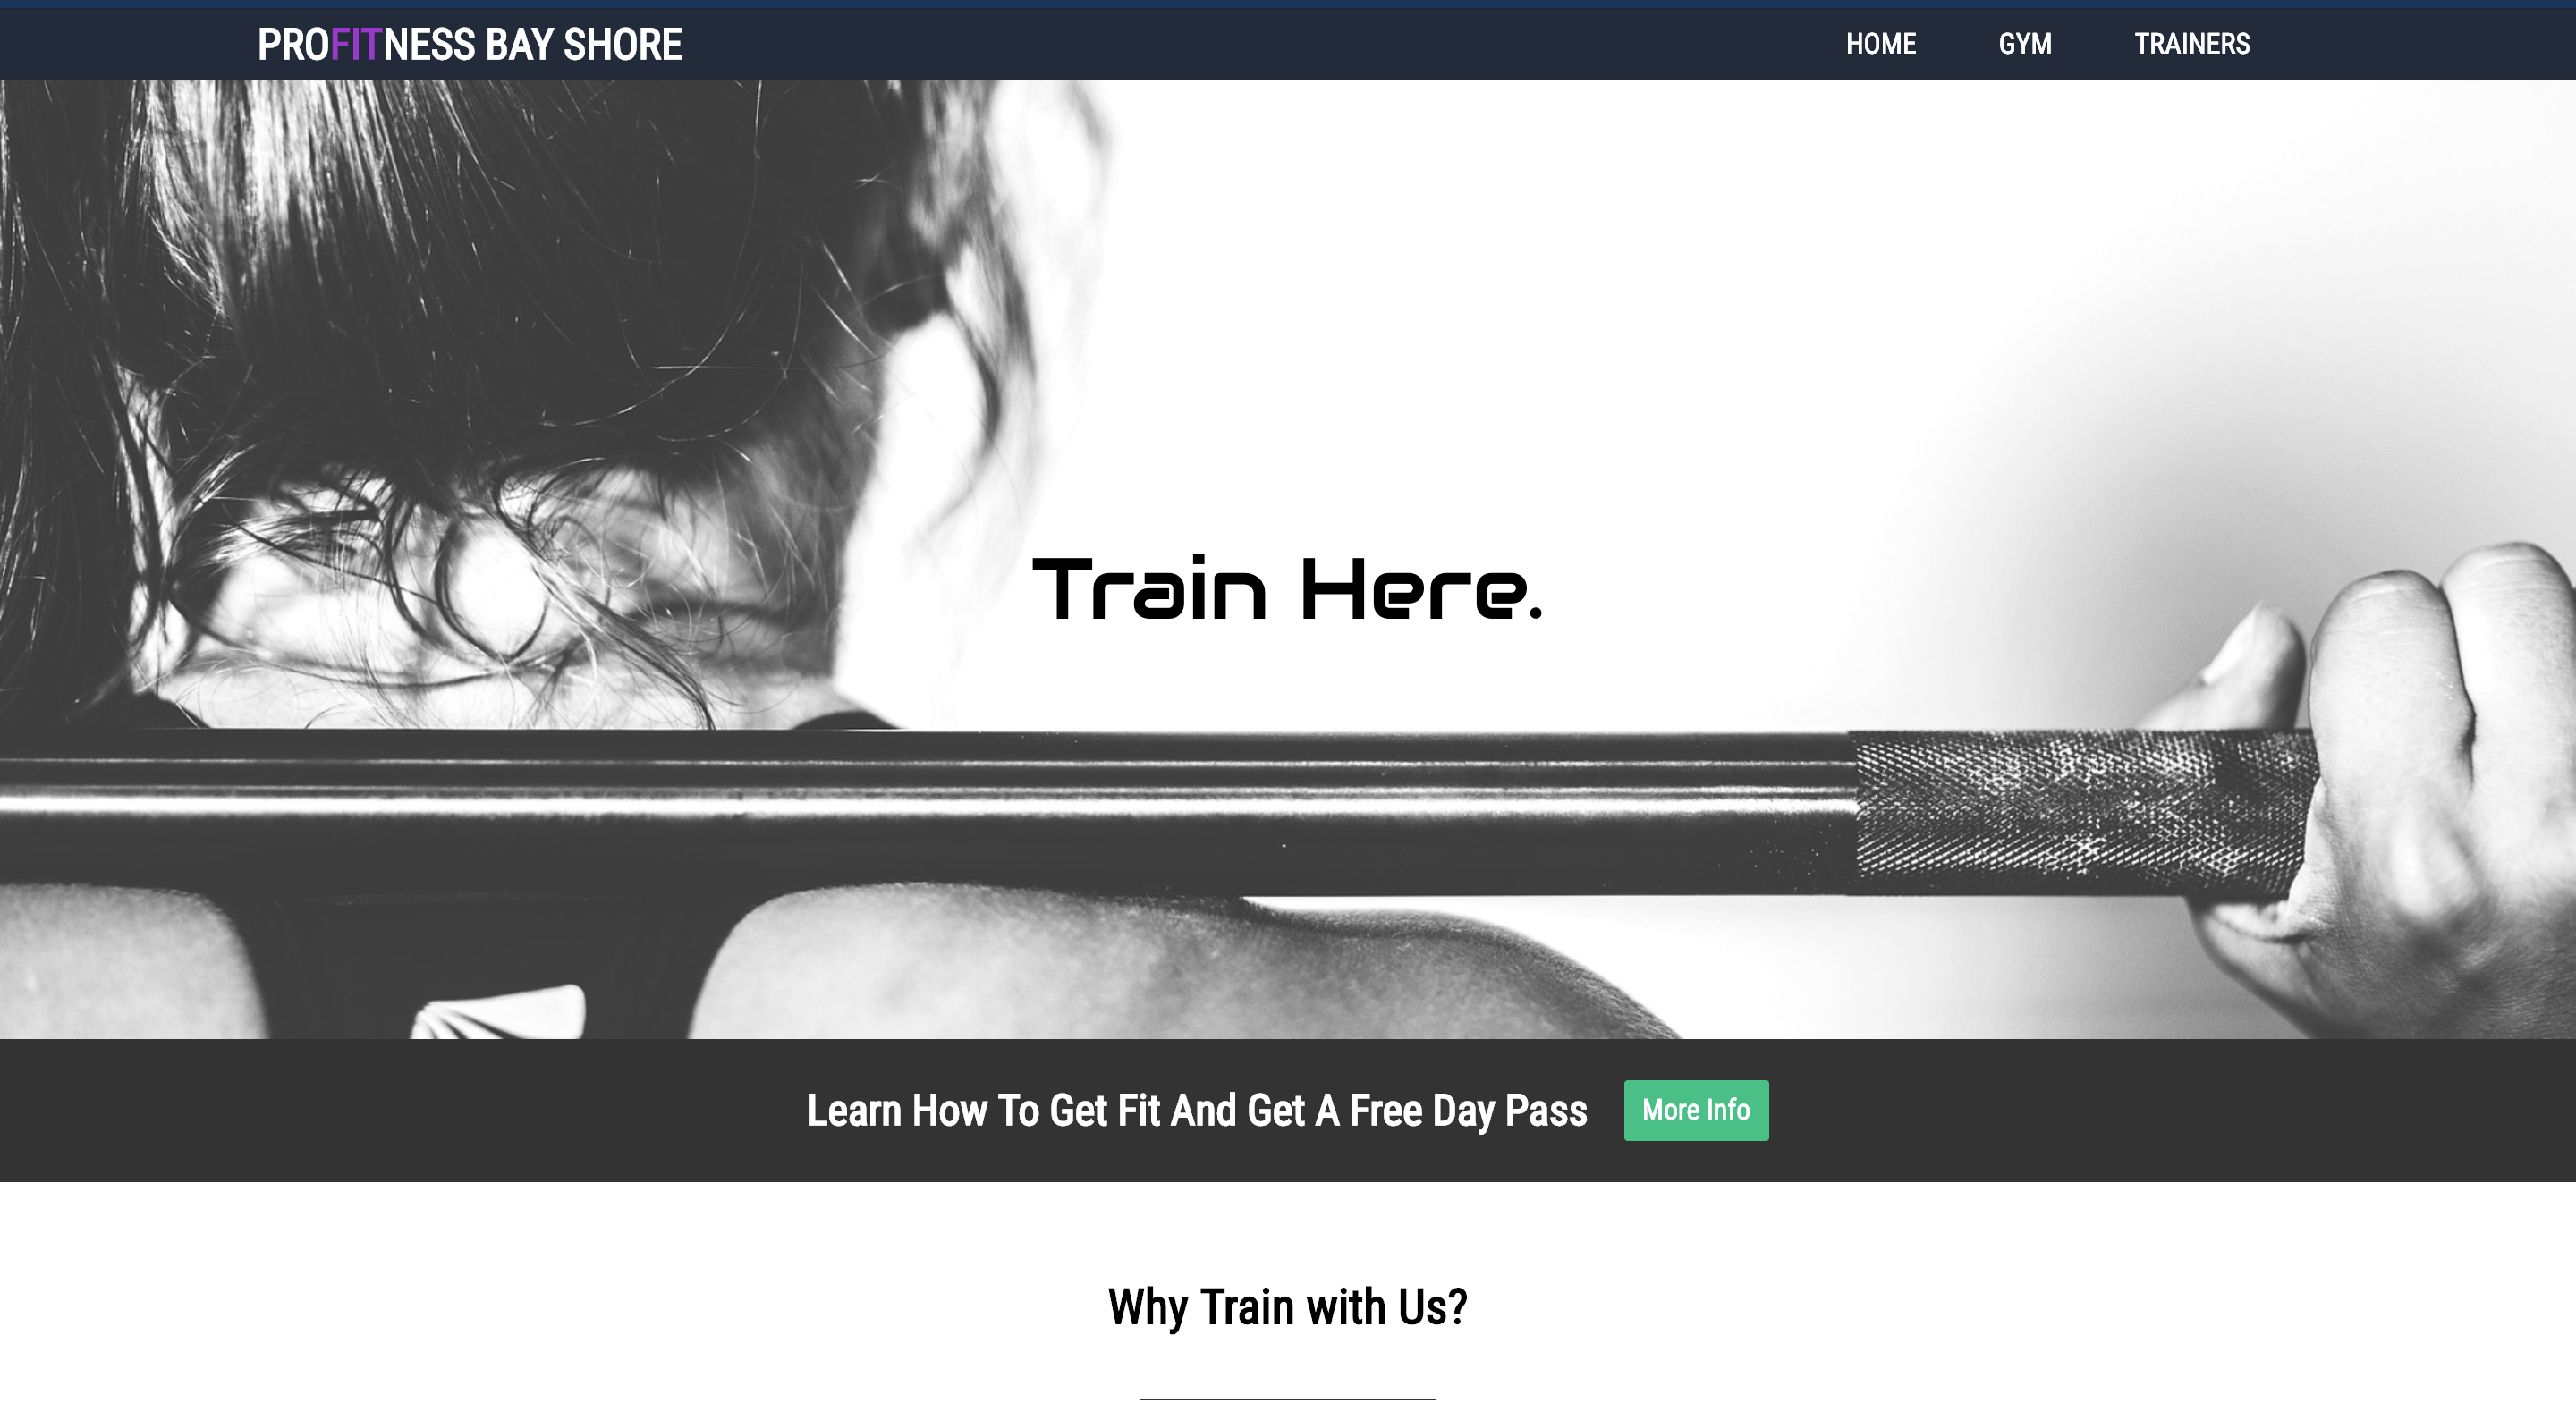 PROFITNESS BAY SHORE
HOME GYM TRAINERS
Train Here.
Learn How To Get Fit And Get A Free Day Pass
More Info
Why Train with Us?